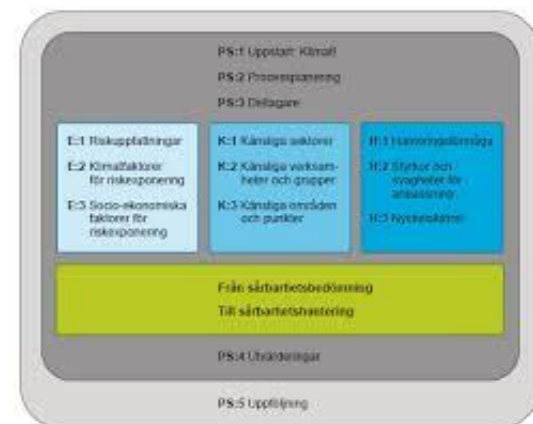 PS:1 Uppstart: Klimat!
PS:2 Processplanering
PS:3 Deltagare
E:1 Riskuppfattningar
E:2 Klimatfaktorer
för riskexponering
E:3 Socio-ekonomiska
faktorer för
riskexponering
K:1 Känsliga sektorer
K:2 Känsliga verksam-
heter och grupper
K:3 Känsliga områden
och punkter
H:1 Hanteringsförmåga
H:2 Styrkor och
svagheter för
anpassning
H:3 Nyckelaktörer
Från sårbarhetsbedömning
Till sårbarhetshantering
PS:4 Utvärderingar
PS:5 Uppföljning